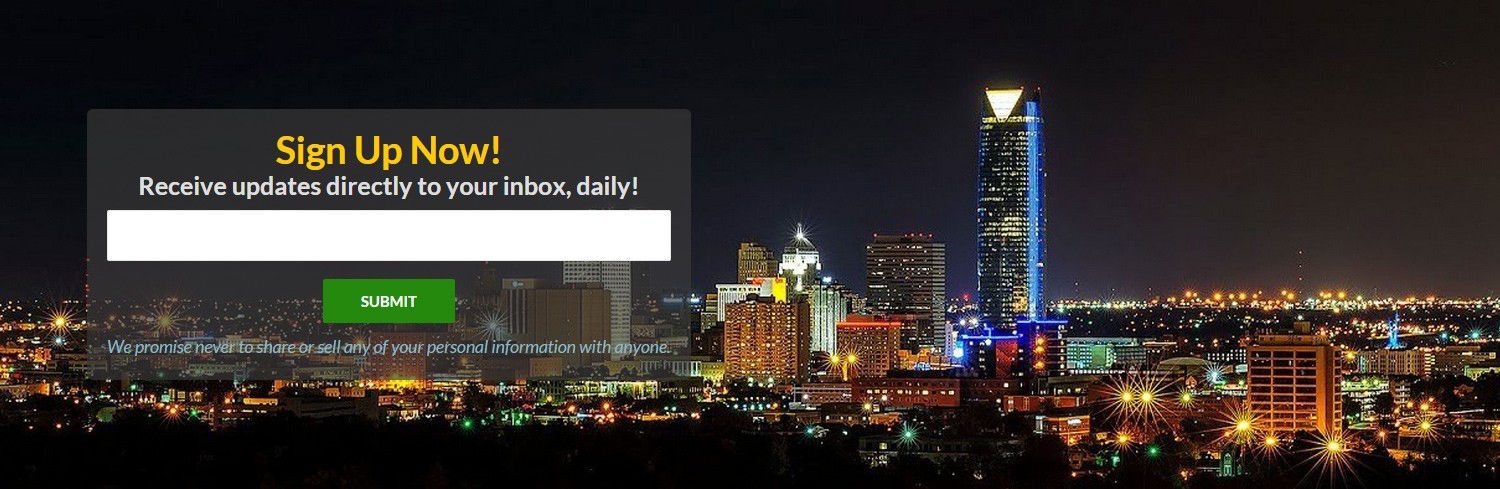 Sign Up Now!
Receive updates directly to your inbox, daily!
SUBMIT
We promise never to share or sell any of your personal information with anyone.